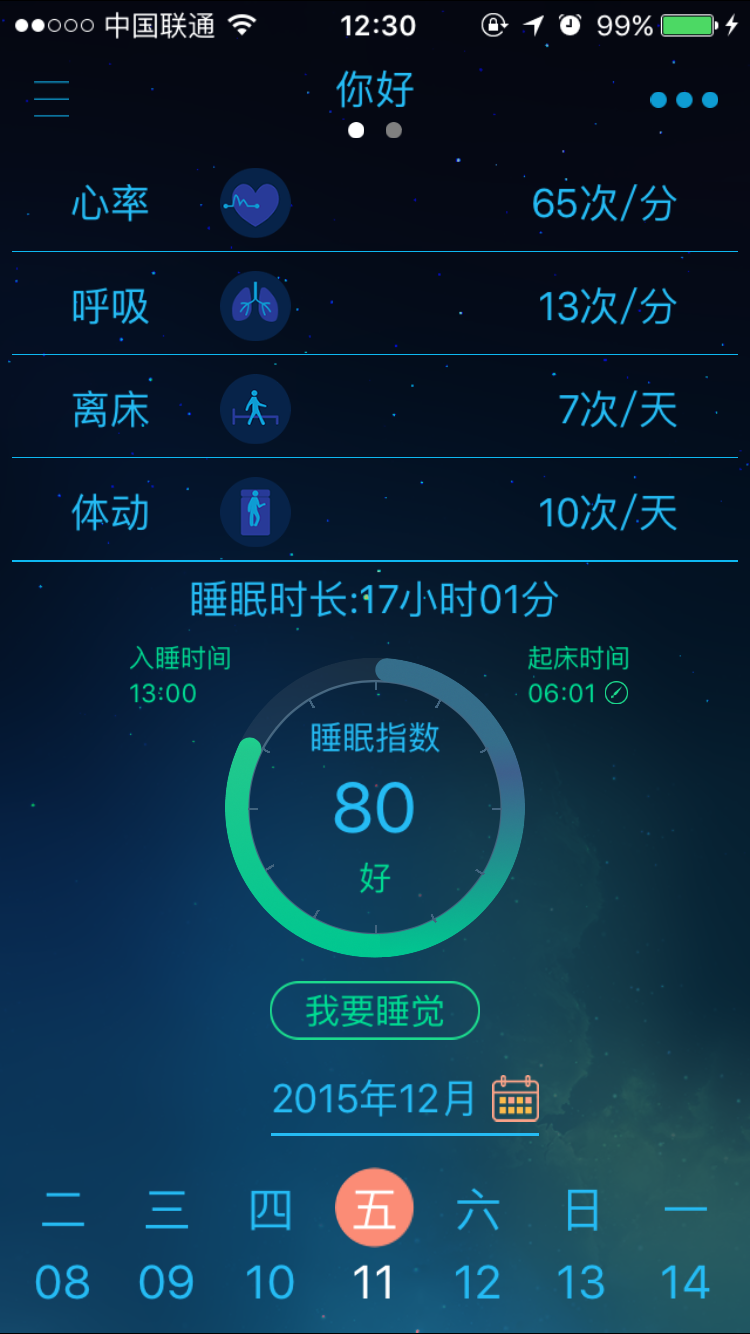 中国联通 12:30 99%
你好
心率 65次/分
呼吸 13次/分
离床 7次/天
体动 10次/天
睡眠时长:17小时01分
入睡时间 起床时间
13:00 06:01
睡眠指数
80
好
我要睡觉
2015年12月
二 三 四 五 六 日 一
08 09 10 11 12 13 14